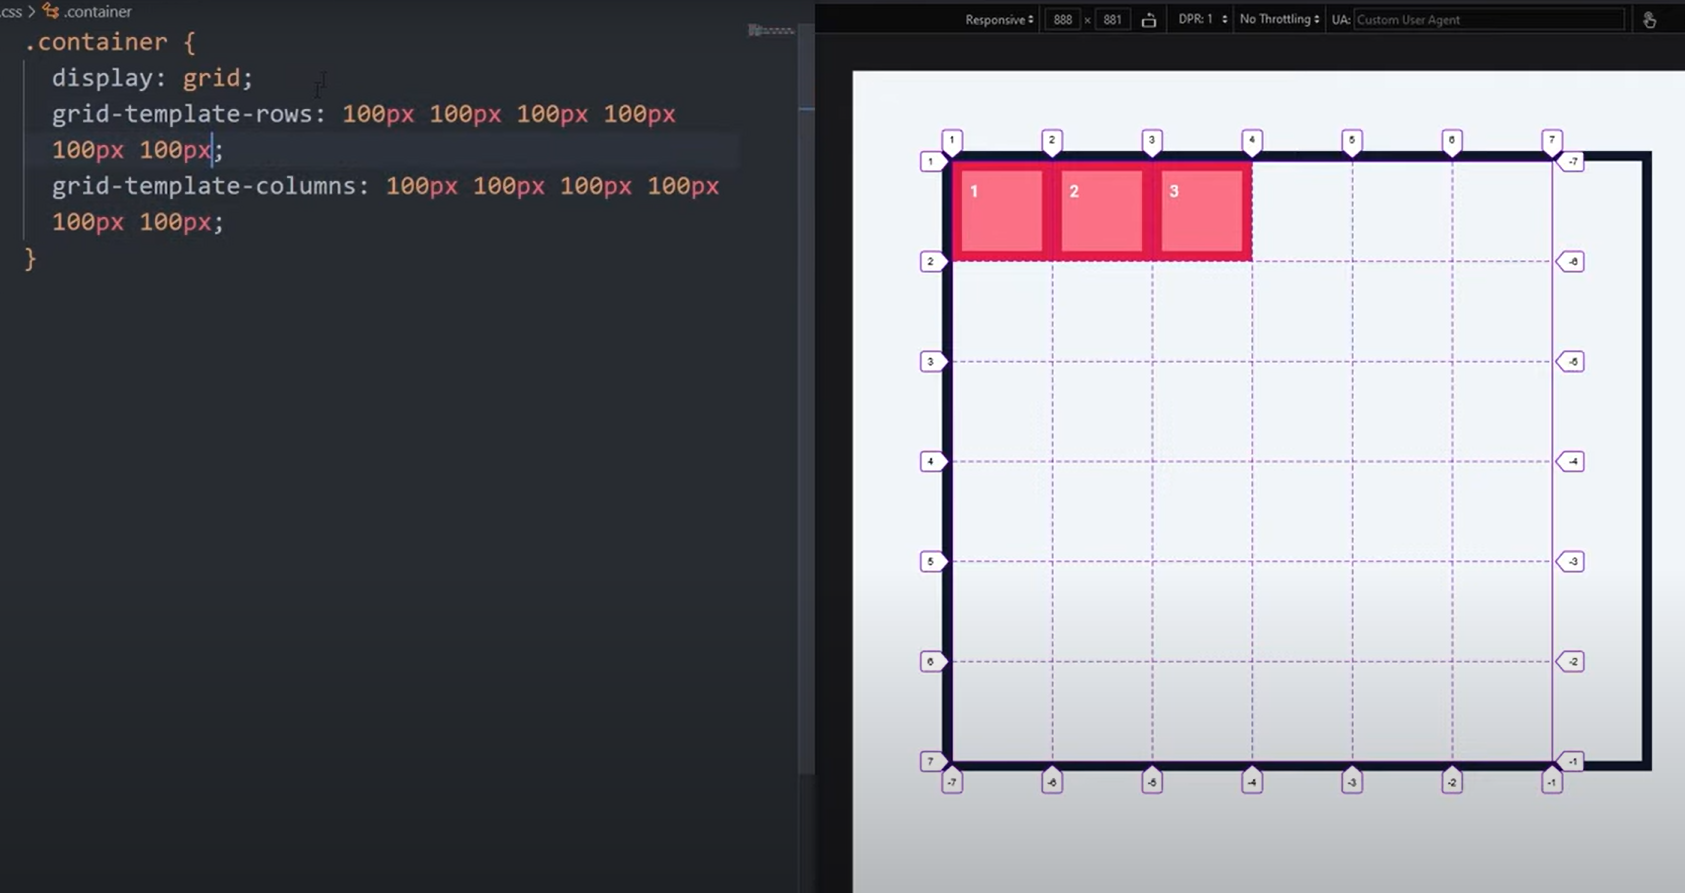 .css > .container
.container {
display: grid;
grid-template-rows: 100px 100px 100px 100px
100px 100px;
grid-template-columns: 100px 100px 100px 100px
100px 100px;
}
Responsive 888 × 881 DPR: 1 No Throttling UA: Custom User Agent
1 2 3 4 5 6 7
1 -7
1 2 3
2 -6
3 -5
4 -4
5 -3
6 -2
7 -1
-7 -6 -5 -4 -3 -2 -1